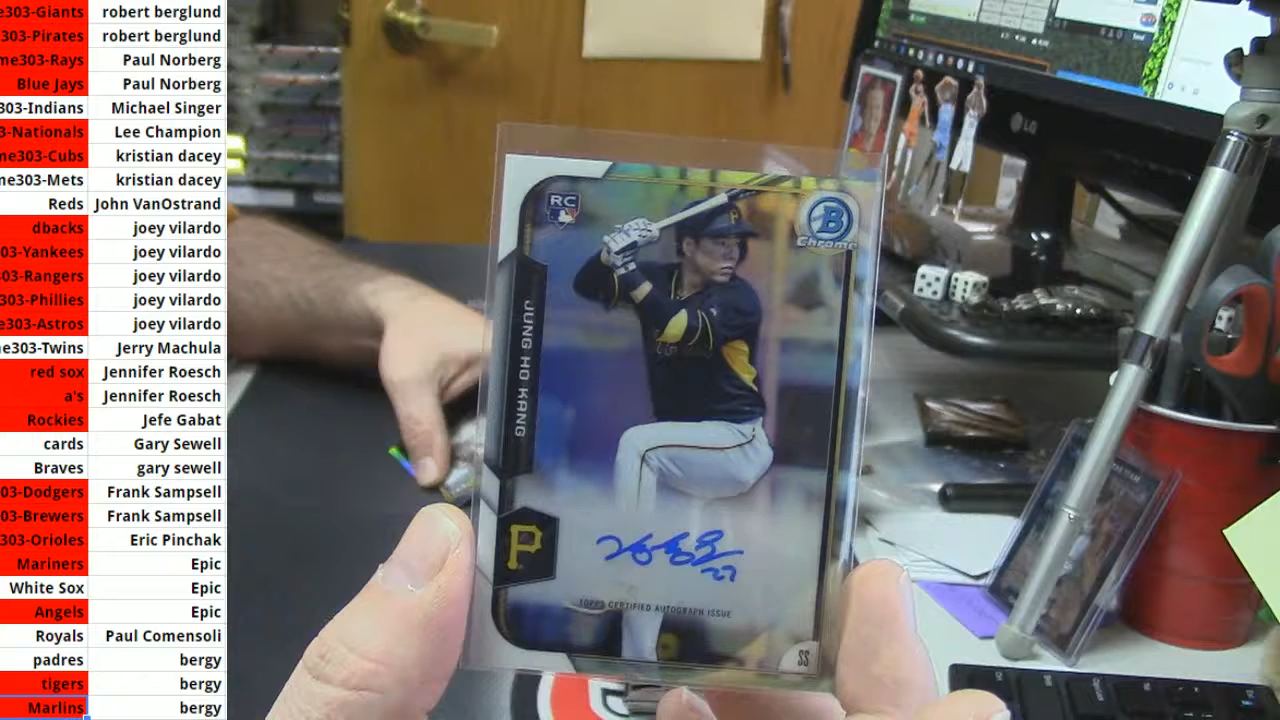 e303-Giants robert berglund
303-Pirates robert berglund
me303-Rays Paul Norberg
Blue Jays Paul Norberg
303-Indians Michael Singer
3-Nationals Lee Champion
me303-Cubs kristian dacey
ne303-Mets kristian dacey
Reds John VanOstrand
dbacks joey vilardo
03-Yankees joey vilardo
303-Rangers joey vilardo
303-Phillies joey vilardo
e303-Astros joey vilardo
ne303-Twins Jerry Machula
red sox Jennifer Roesch
a's Jennifer Roesch
Rockies Jefe Gabat
cards Gary Sewell
Braves gary sewell
03-Dodgers Frank Sampsell
03-Brewers Frank Sampsell
03-Orioles Eric Pinchak
Mariners Epic
White Sox Epic
Angels Epic
Royals Paul Comensoli
padres bergy
tigers bergy
Marlins bergy
RC
B
Chrome
P
JUNG HO KANG
P
27
TOPPS CERTIFIED AUTOGRAPH ISSUE
SS
LG